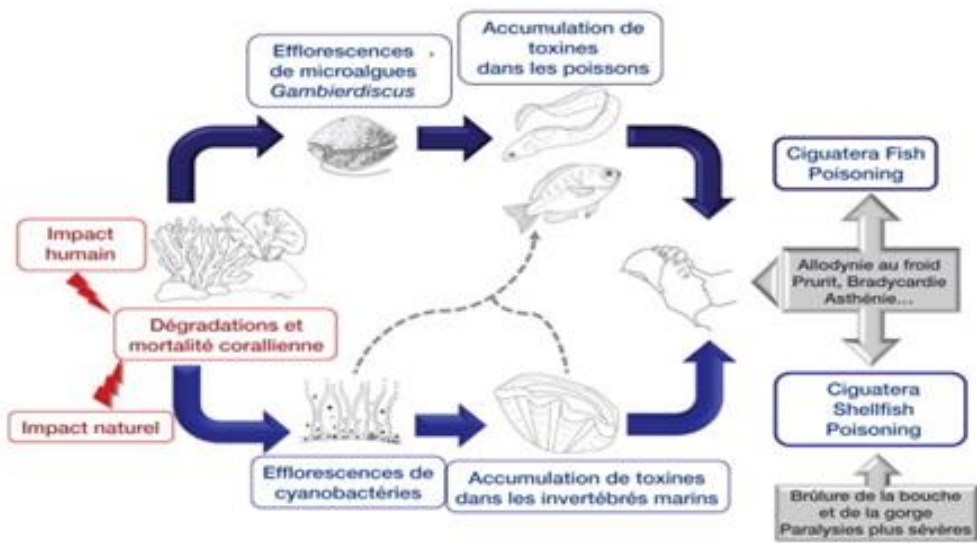 Efflorescences
de microalgues
Gambierdiscus
Accumulation de
toxines
dans les poissons
Ciguatera Fish
Poisoning
Impact
humain
Allodynie au froid
Prurit, Bradycardie
Asthénie...
Dégradations et
mortalité corallienne
Impact naturel
Ciguatera
Shellfish
Poisoning
Efflorescences de
cyanobactéries
Accumulation de toxines
dans les invertébrés marins
Brûlure de la bouche
et de la gorge
Paralysies plus sévères